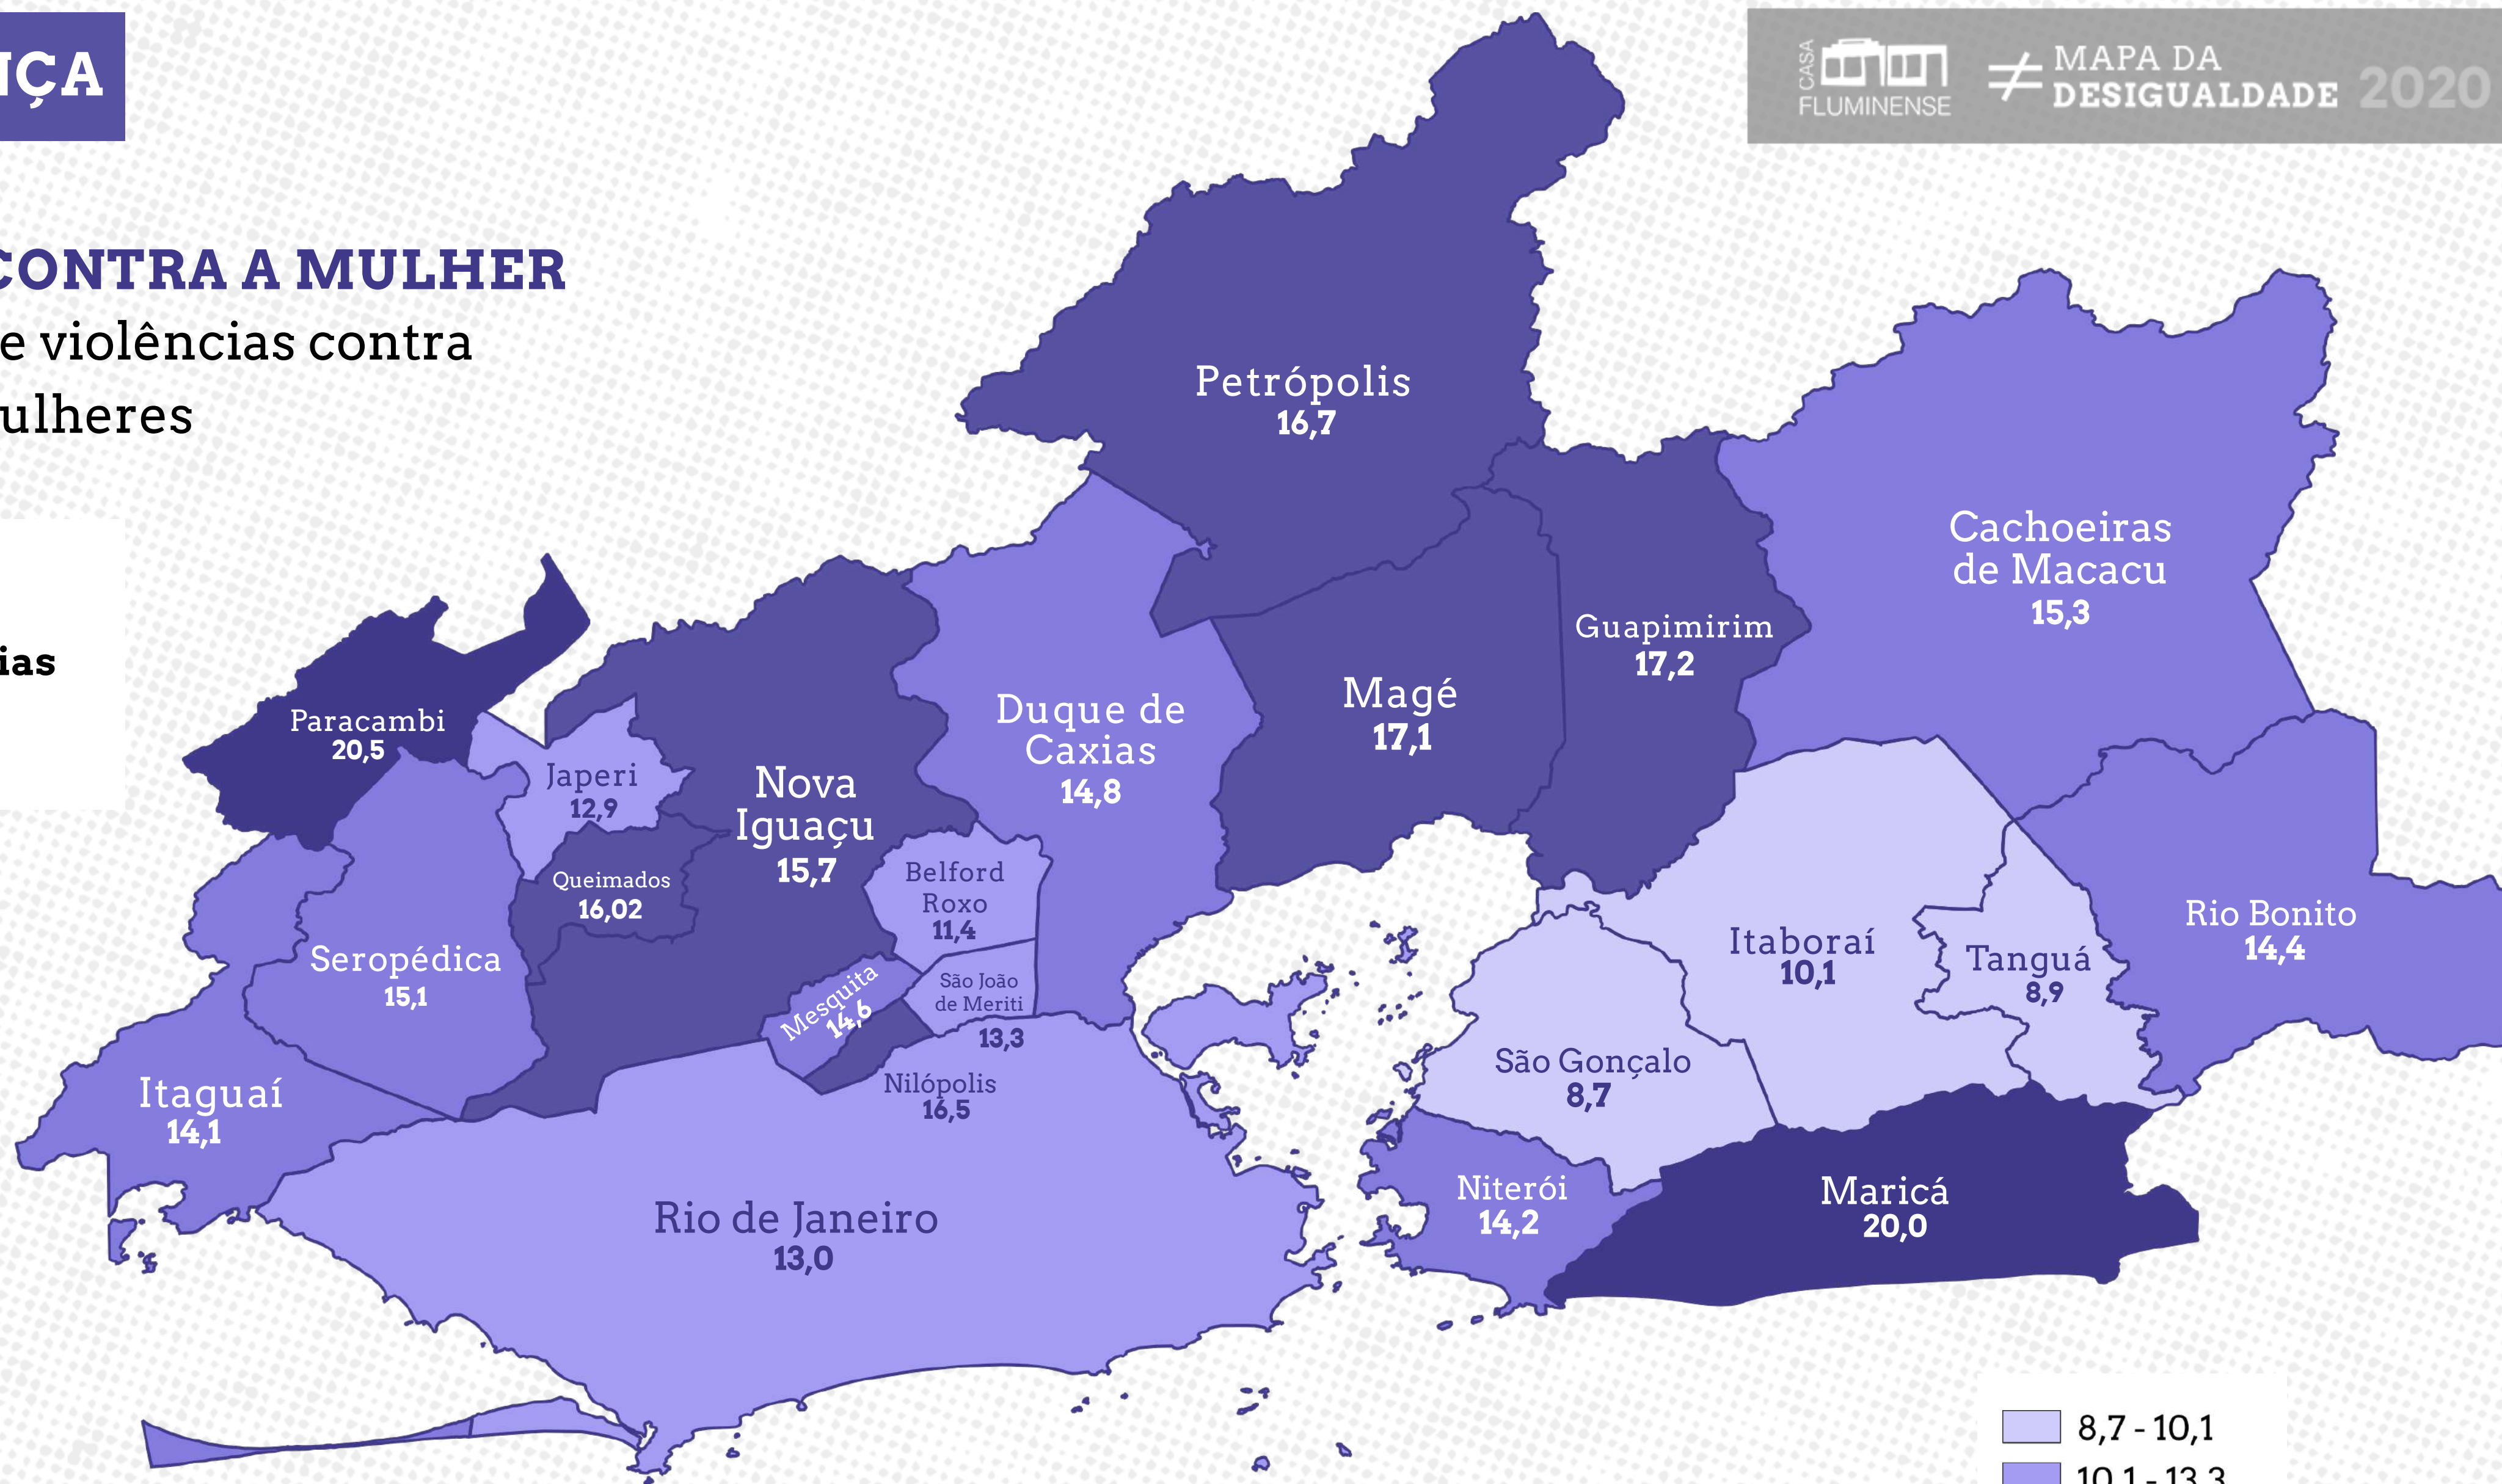 IÇA
CASA
FLUMINENSE
≠ MAPA DA
DESIGUALDADE 2020
CONTRA A MULHER
e violências contra
ulheres
ias
Petrópolis
16,7
Cachoeiras
de Macacu
15,3
Guapimirim
17,2
Magé
17,1
Duque de
Caxias
14,8
Paracambi
20,5
Japeri
12,9
Nova
Iguaçu
15,7
Queimados
16,02
Belford
Roxo
11,4
Seropédica
15,1
Mesquita
14,6
São João
de Meriti
13,3
Nilópolis
16,5
Itaguaí
14,1
Rio de Janeiro
13,0
Itaboraí
10,1
Tanguá
8,9
Rio Bonito
14,4
São Gonçalo
8,7
Niterói
14,2
Maricá
20,0
8,7 - 10,1
10,1 - 13,3